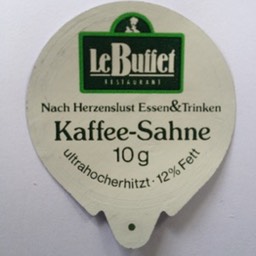 Le Buffet
RESTAURANT
Nach Herzenslust Essen&Trinken
Kaffee-Sahne
10 g
ultrahocherhitzt · 12% Fett